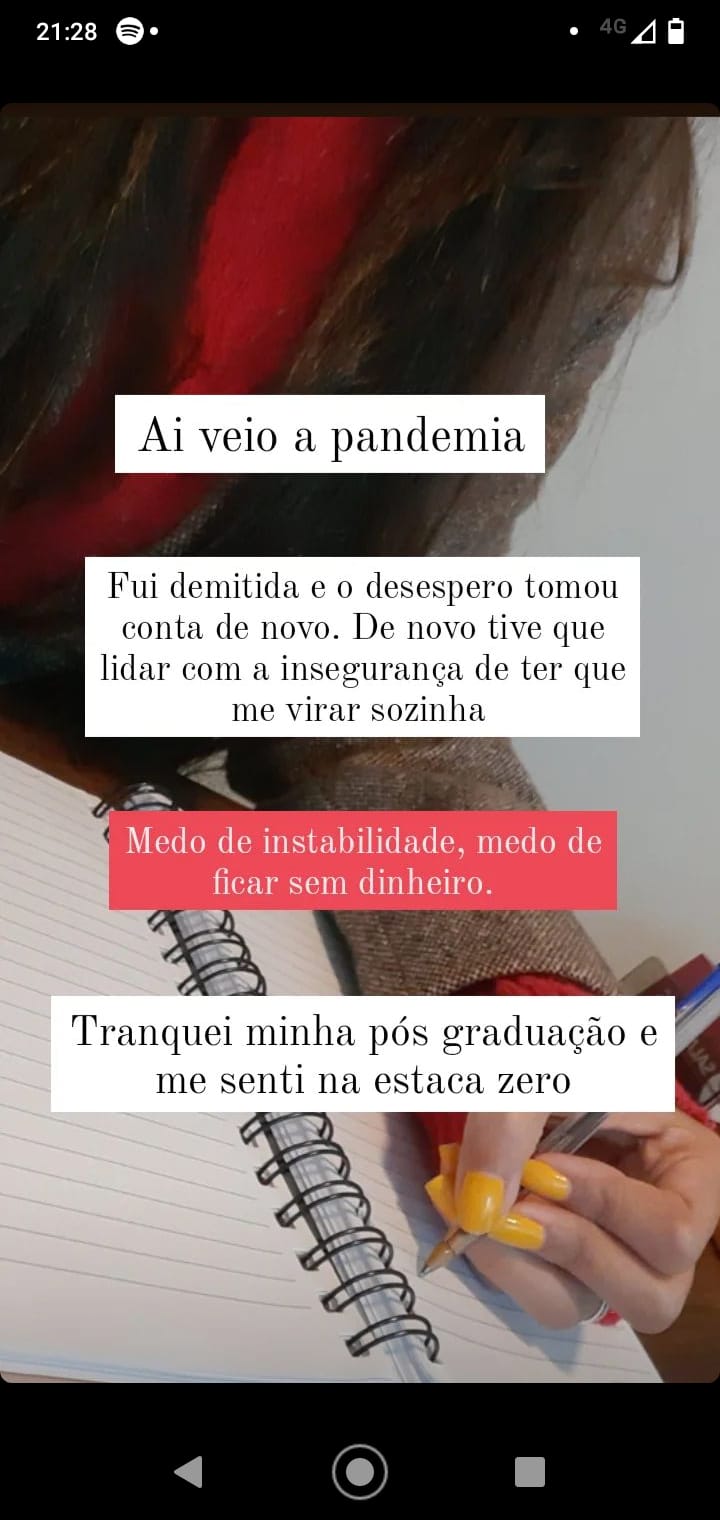 21:28
4G
Ai veio a pandemia
Fui demitida e o desespero tomou
conta de novo. De novo tive que
lidar com a insegurança de ter que
me virar sozinha
Medo de instabilidade, medo de
ficar sem dinheiro.
Tranquei minha pós graduação e
me senti na estaca zero